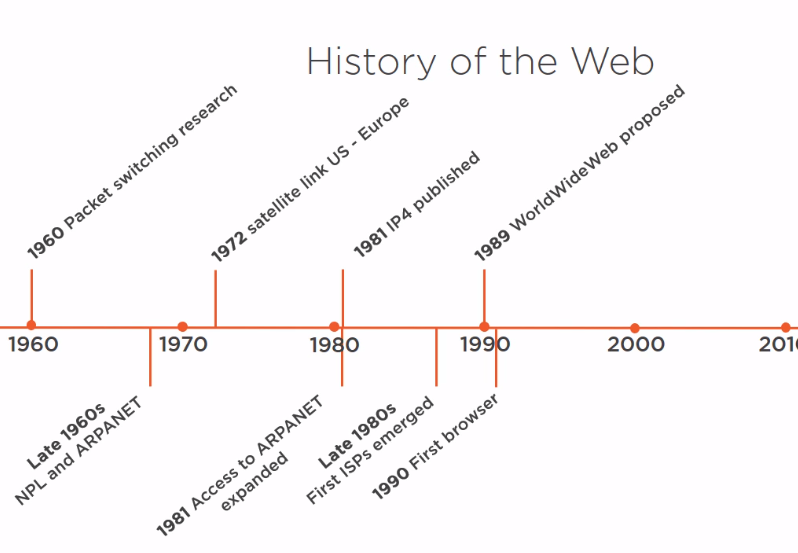 History of the Web
1960 Packet switching research
1972 satellite link US - Europe
1981 IP4 published
1989 WorldWideWeb proposed
1960
1970
1980
1990
2000
201
Late 1960s
NPL and ARPANET
1981 Access to ARPANET
expanded
Late 1980s
First ISPs emerged
1990 First browser